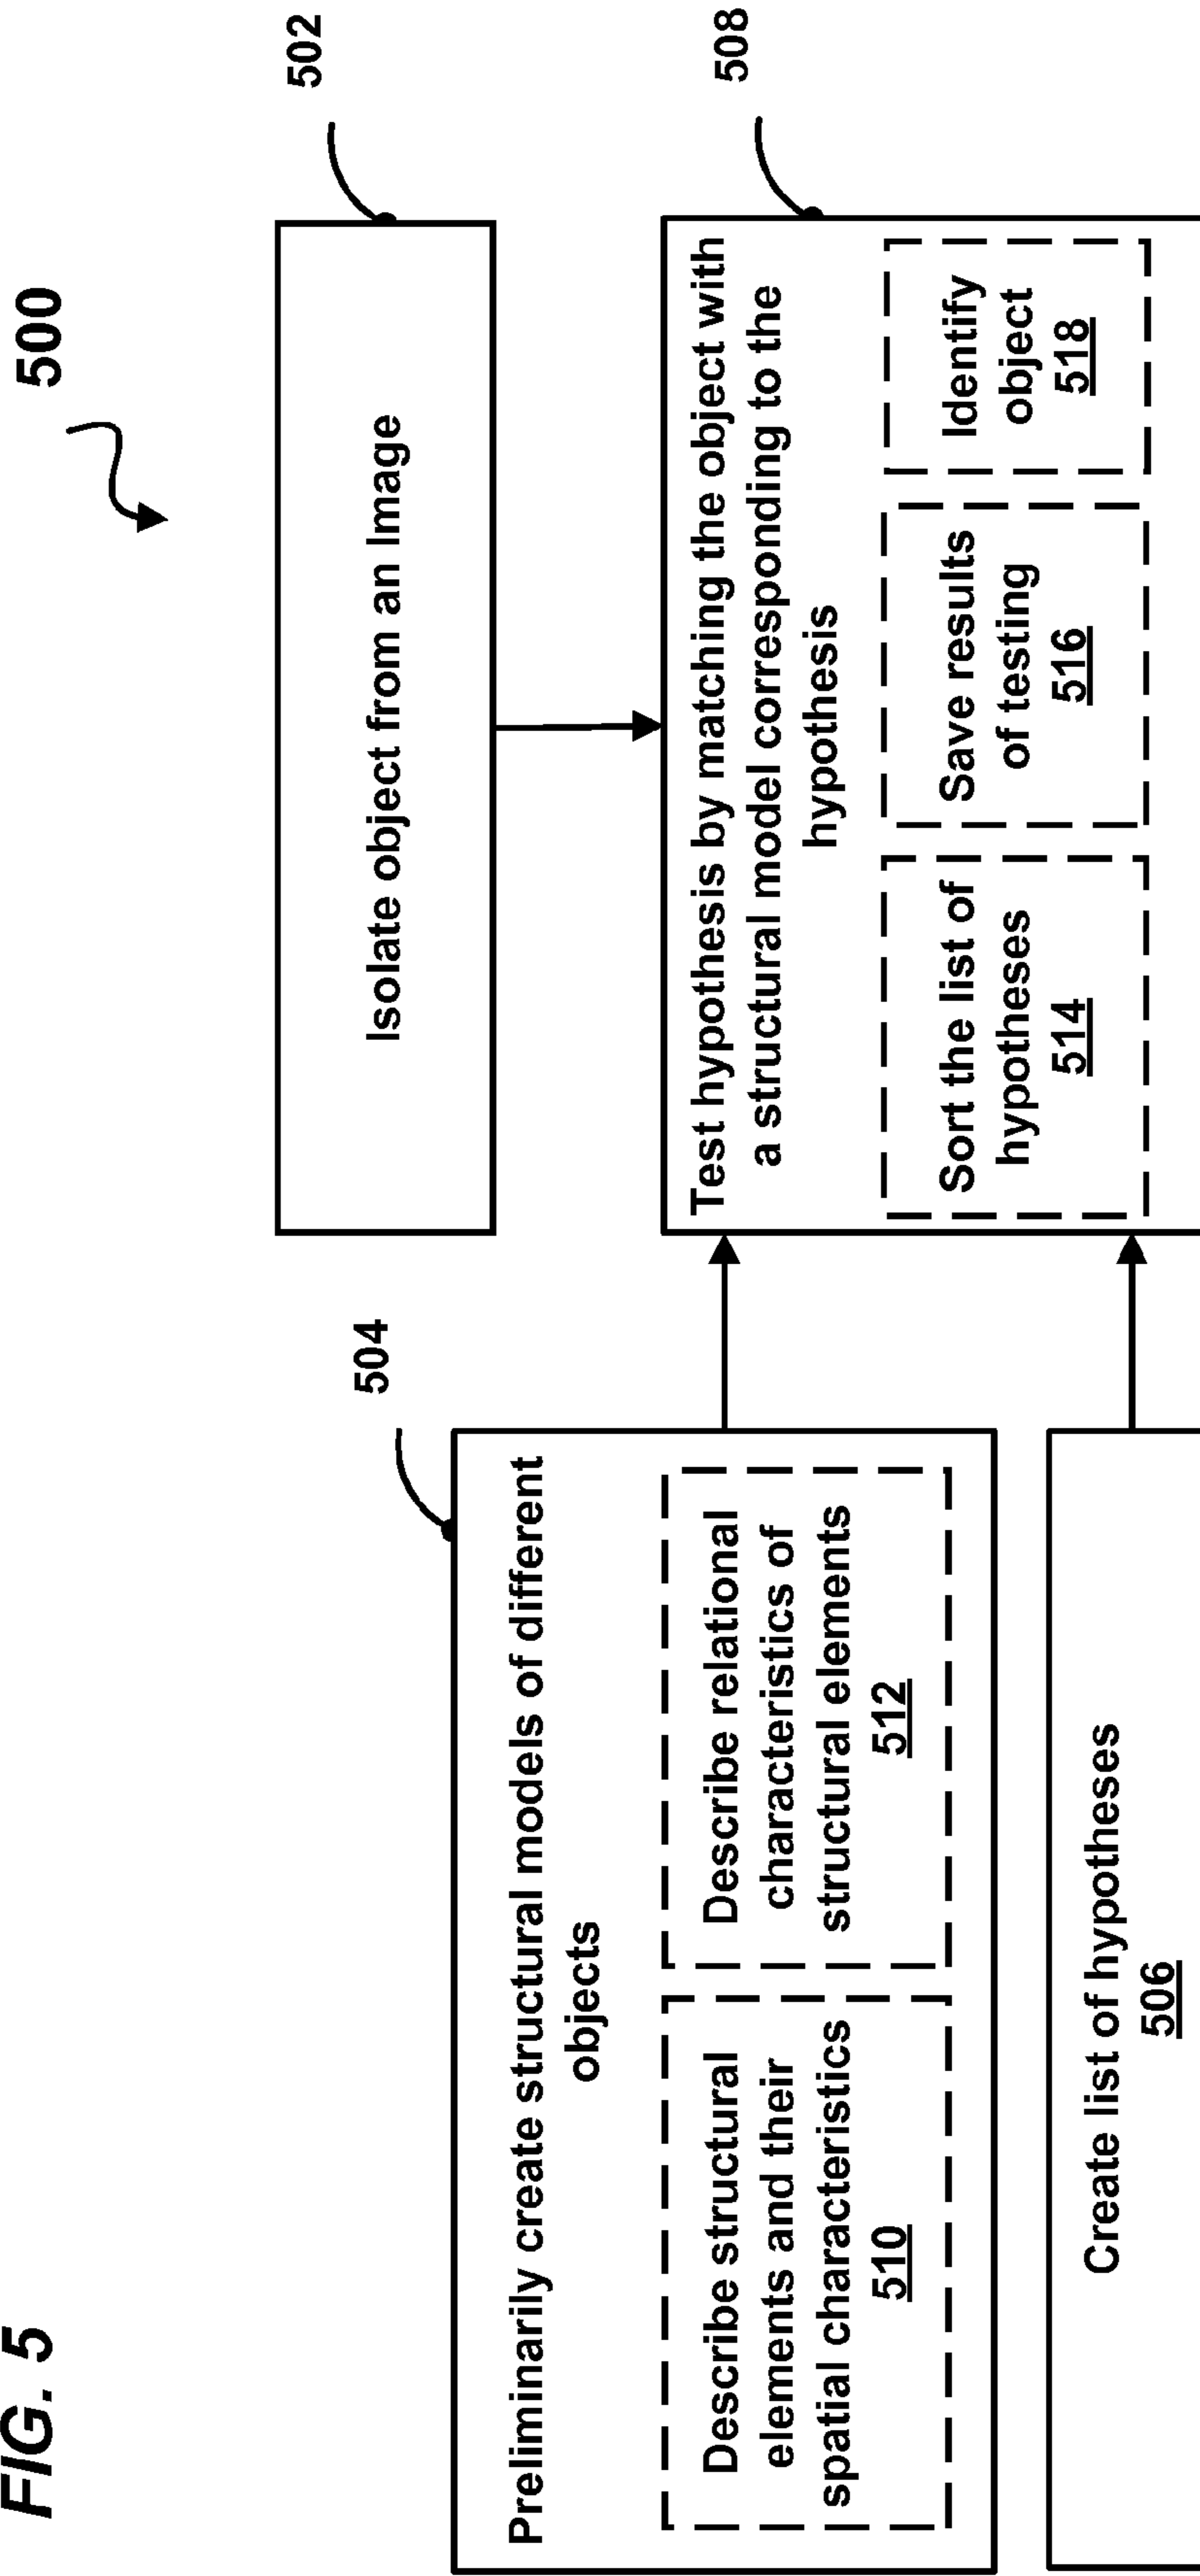 FIG. 5
500
Isolate object from an Image
502
504
Preliminarily create structural models of different
objects
Describe structural
elements and their
spatial characteristics
510
Describe relational
characteristics of
structural elements
512
508
Test hypothesis by matching the object with
a structural model corresponding to the
hypothesis
Sort the list of
hypotheses
514
Save results
of testing
516
Identify
object
518
Create list of hypotheses
506